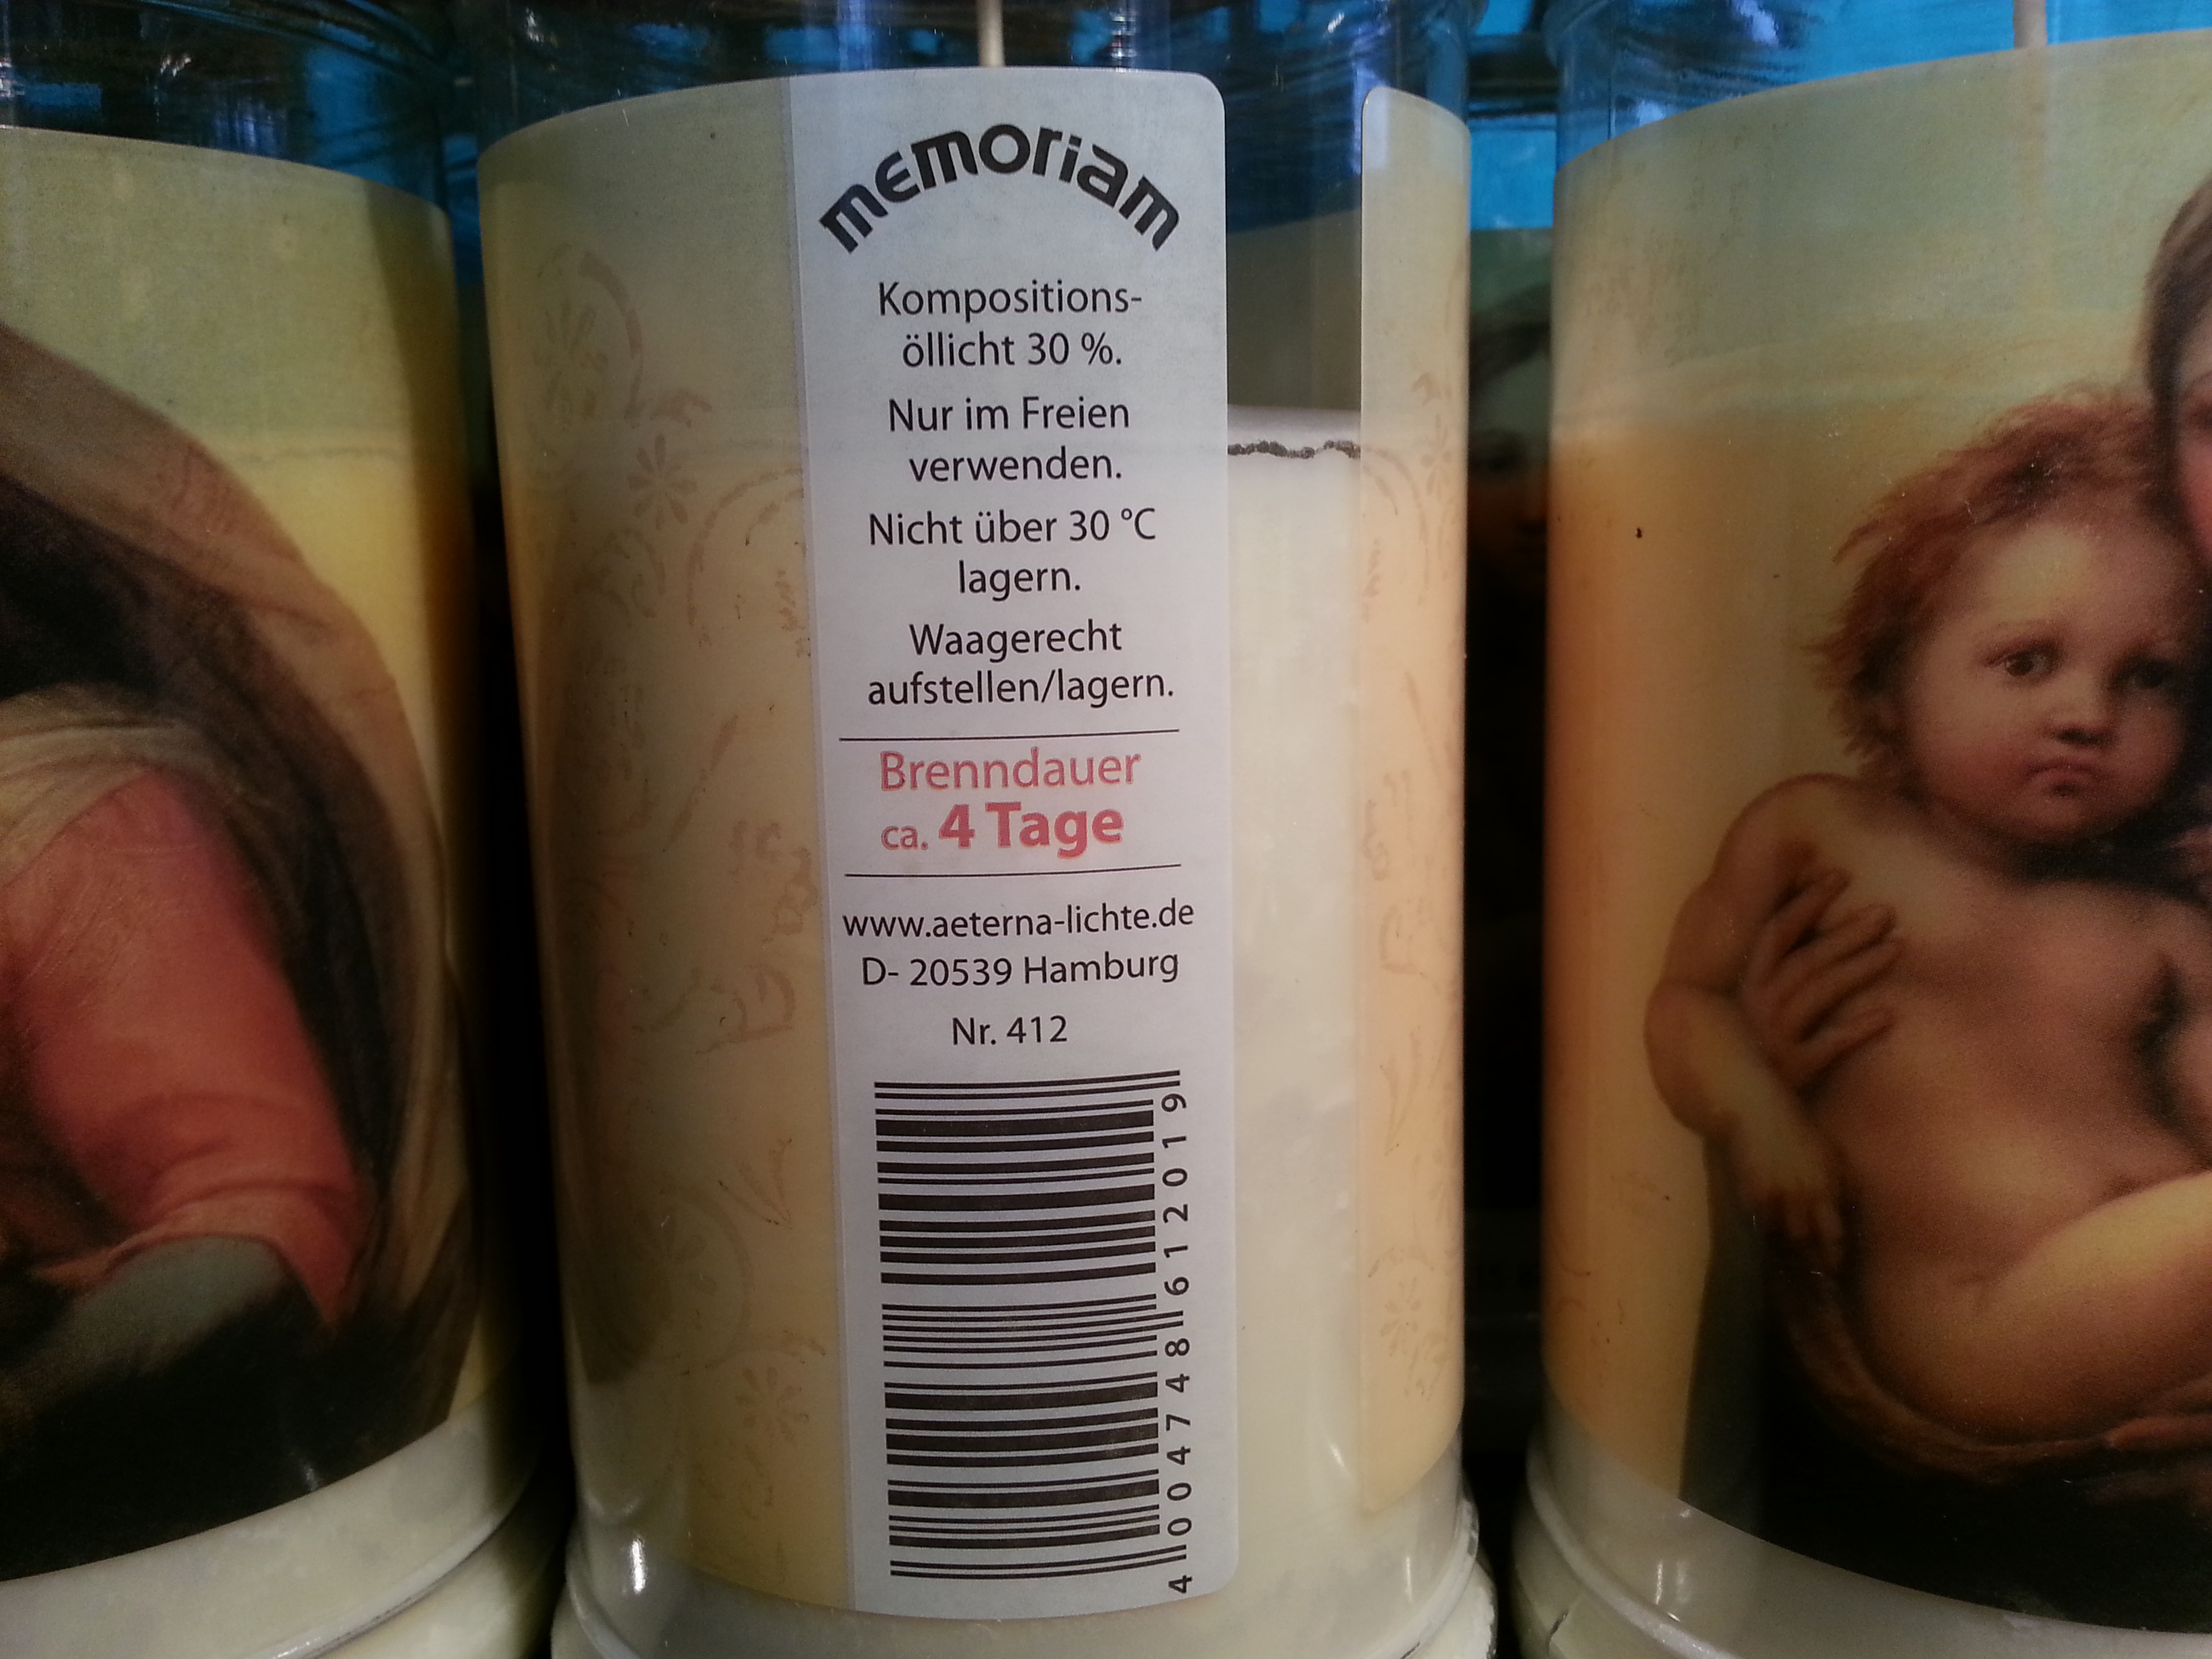 memoriam
Kompositions-
öllicht 30 %.
Nur im Freien
verwenden.
Nicht über 30 °C
lagern.
Waagerecht
aufstellen/lagern.
Brenndauer
ca. 4 Tage
www.aeterna-lichte.de
D- 20539 Hamburg
Nr. 412
4 004748 612019